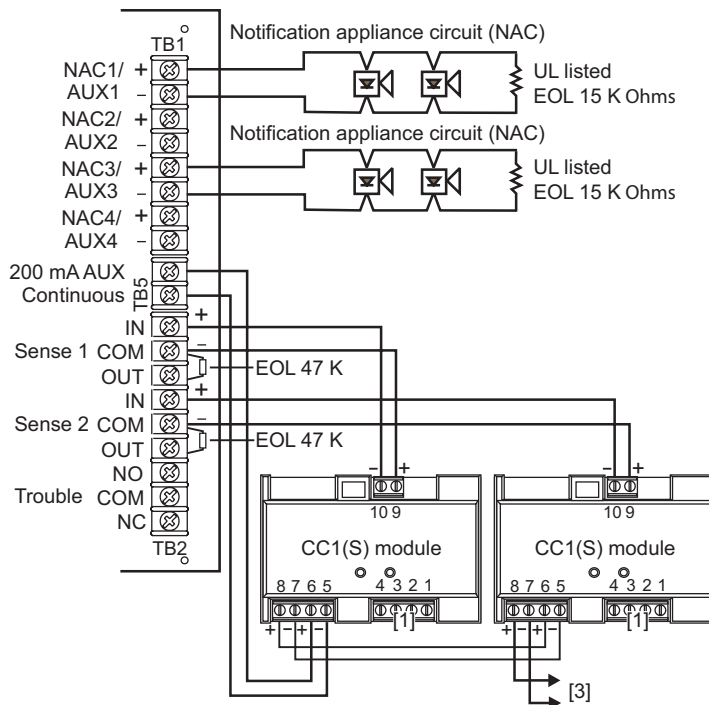 TB1
Notification appliance circuit (NAC)
NAC1/ +
AUX1 –
UL listed
EOL 15 K Ohms
NAC2/ +
AUX2 –
Notification appliance circuit (NAC)
NAC3/ +
AUX3 –
UL listed
EOL 15 K Ohms
NAC4/ +
AUX4 –
200 mA AUX
Continuous
TB5
IN +
Sense 1 COM –
OUT
EOL 47 K
IN +
Sense 2 COM –
OUT
EOL 47 K
NO
Trouble COM
NC
TB2
– +
10 9
CC1(S) module
8 7 6 5 4 3 2 1
[1]
+ – + –
– +
10 9
CC1(S) module
8 7 6 5 4 3 2 1
[1]
+ – + –
[3]